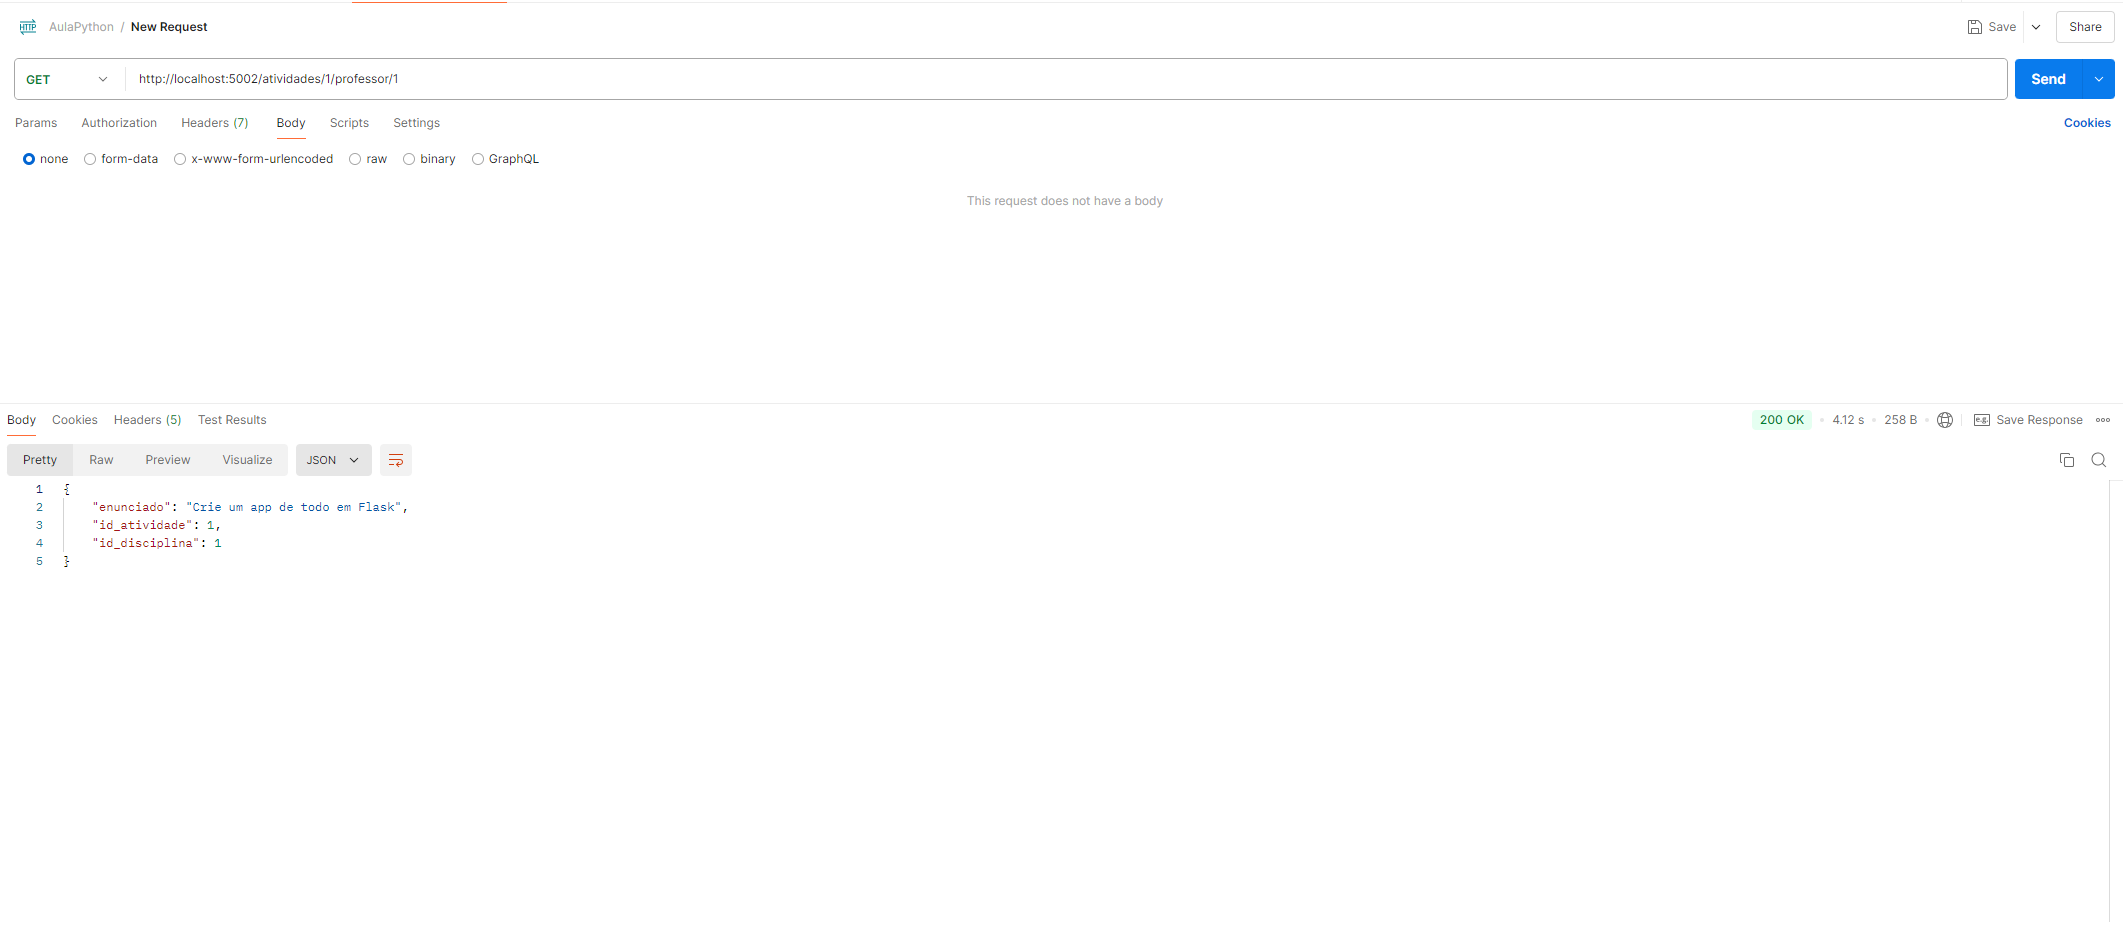 HTTP AulaPython / New Request Save Share
GET http://localhost:5002/atividades/1/professor/1 Send
Params Authorization Headers (7) Body Scripts Settings Cookies
none form-data x-www-form-urlencoded raw binary GraphQL
This request does not have a body
Body Cookies Headers (5) Test Results 200 OK • 4.12 s • 258 B • e.g. Save Response
Pretty Raw Preview Visualize JSON
1 {
2 "enunciado": "Crie um app de todo em Flask",
3 "id_atividade": 1,
4 "id_disciplina": 1
5 }